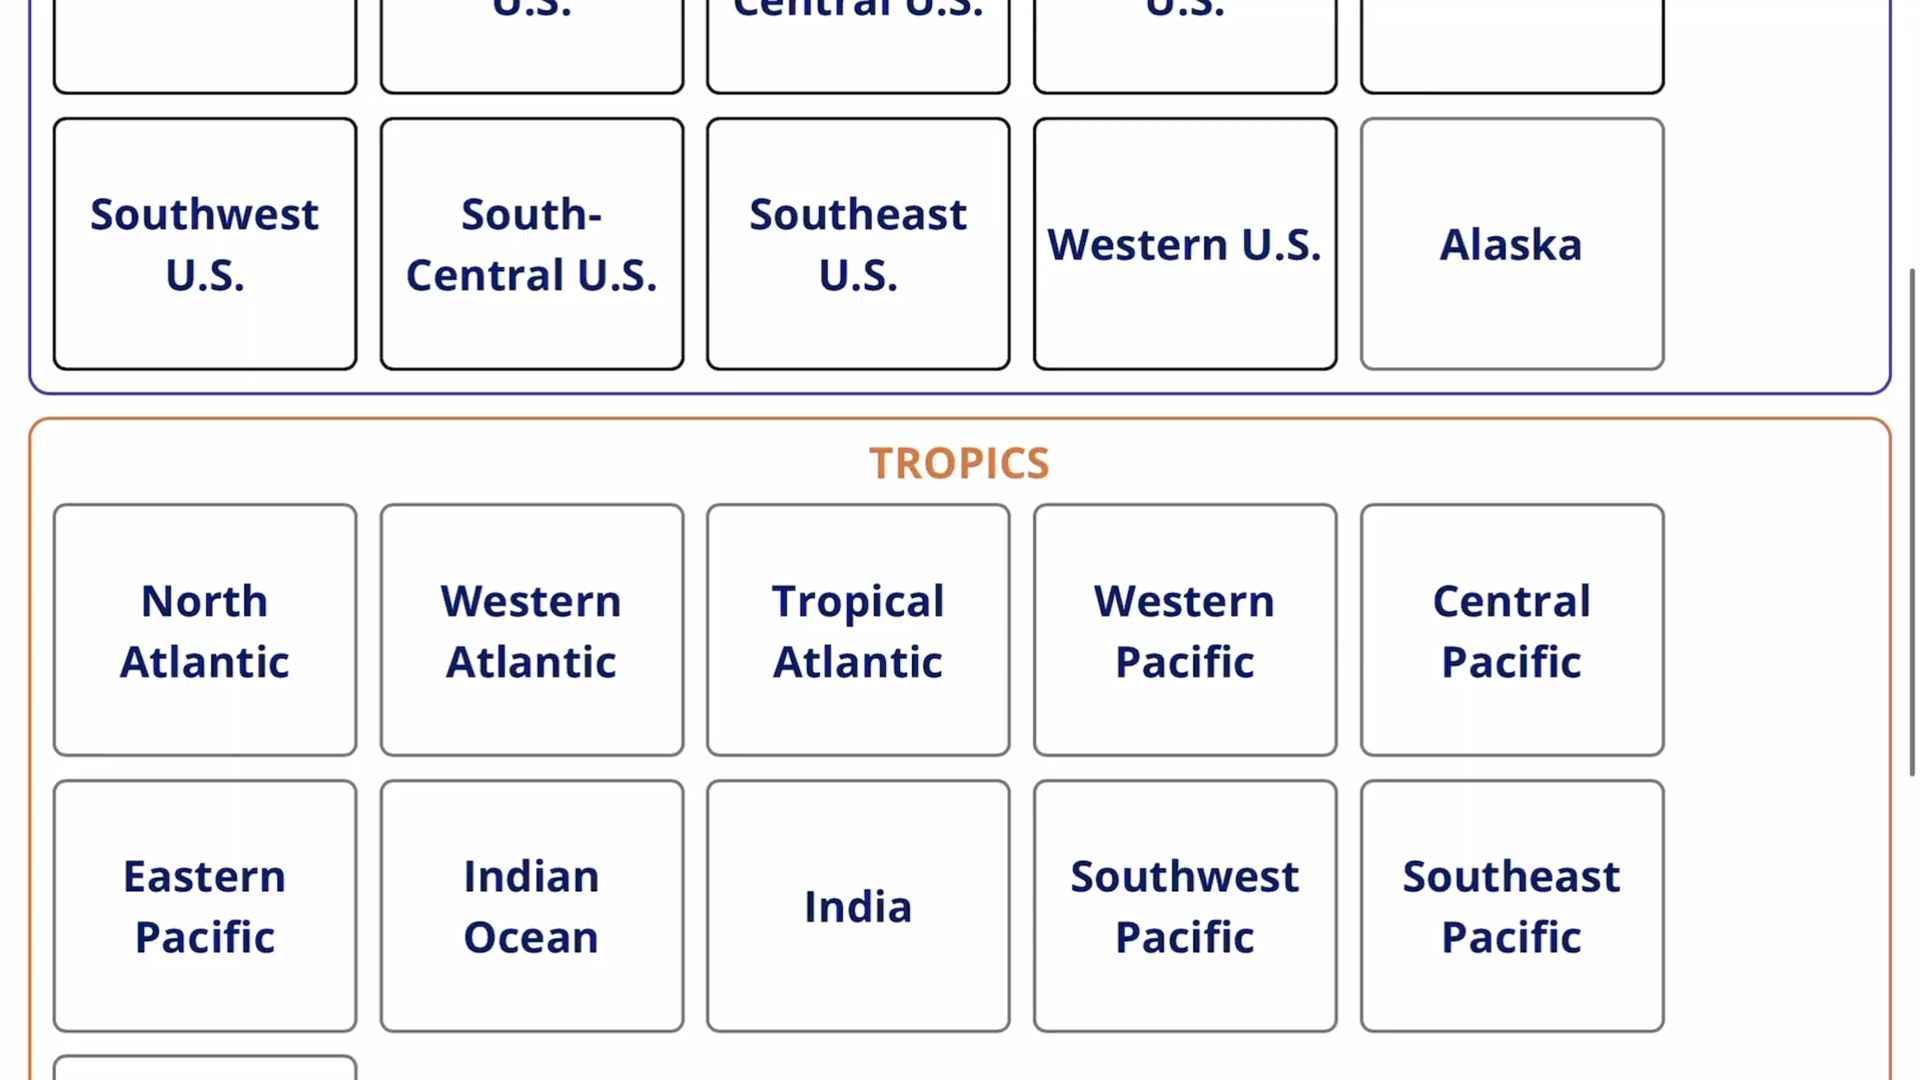 U.S.
Central U.S.
U.S.
Southwest
U.S.
South-
Central U.S.
Southeast
U.S.
Western U.S.
Alaska
TROPICS
North
Atlantic
Western
Atlantic
Tropical
Atlantic
Western
Pacific
Central
Pacific
Eastern
Pacific
Indian
Ocean
India
Southwest
Pacific
Southeast
Pacific